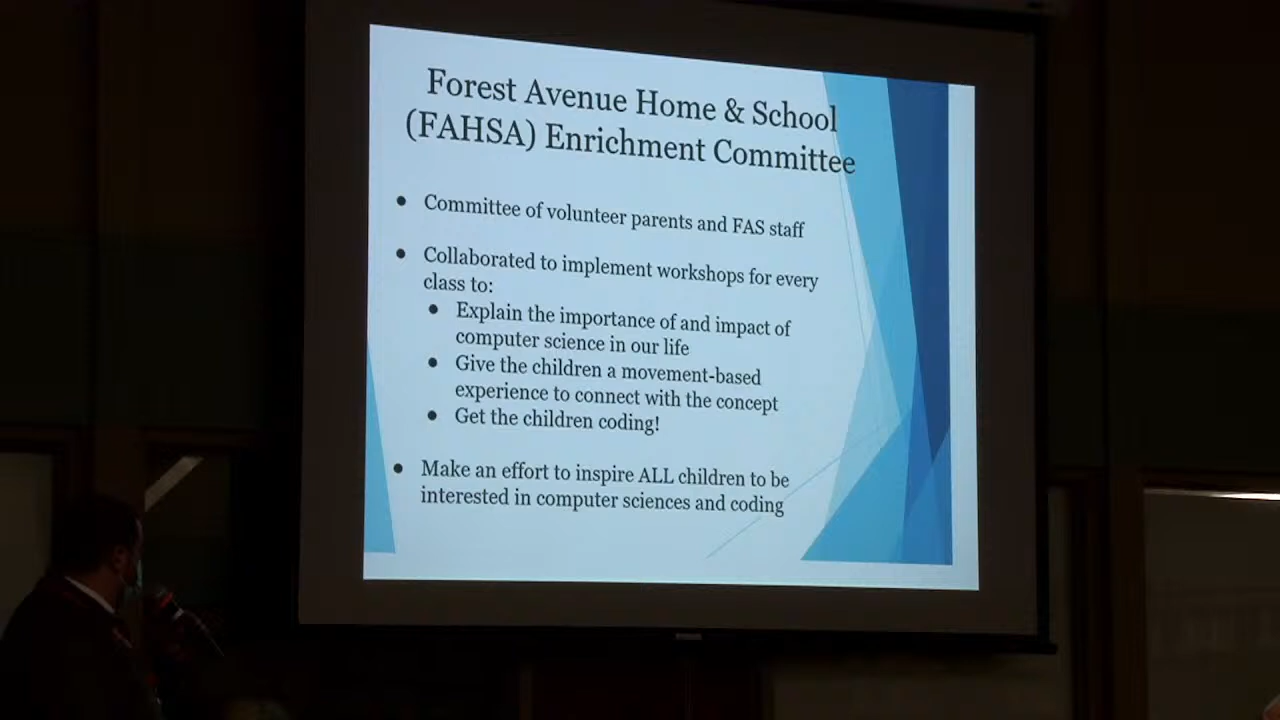 Forest Avenue Home & School
(FAHSA) Enrichment Committee
• Committee of volunteer parents and FAS staff
• Collaborated to implement workshops for every
class to:
• Explain the importance of and impact of
computer science in our life
• Give the children a movement-based
experience to connect with the concept
• Get the children coding!
• Make an effort to inspire ALL children to be
interested in computer sciences and coding